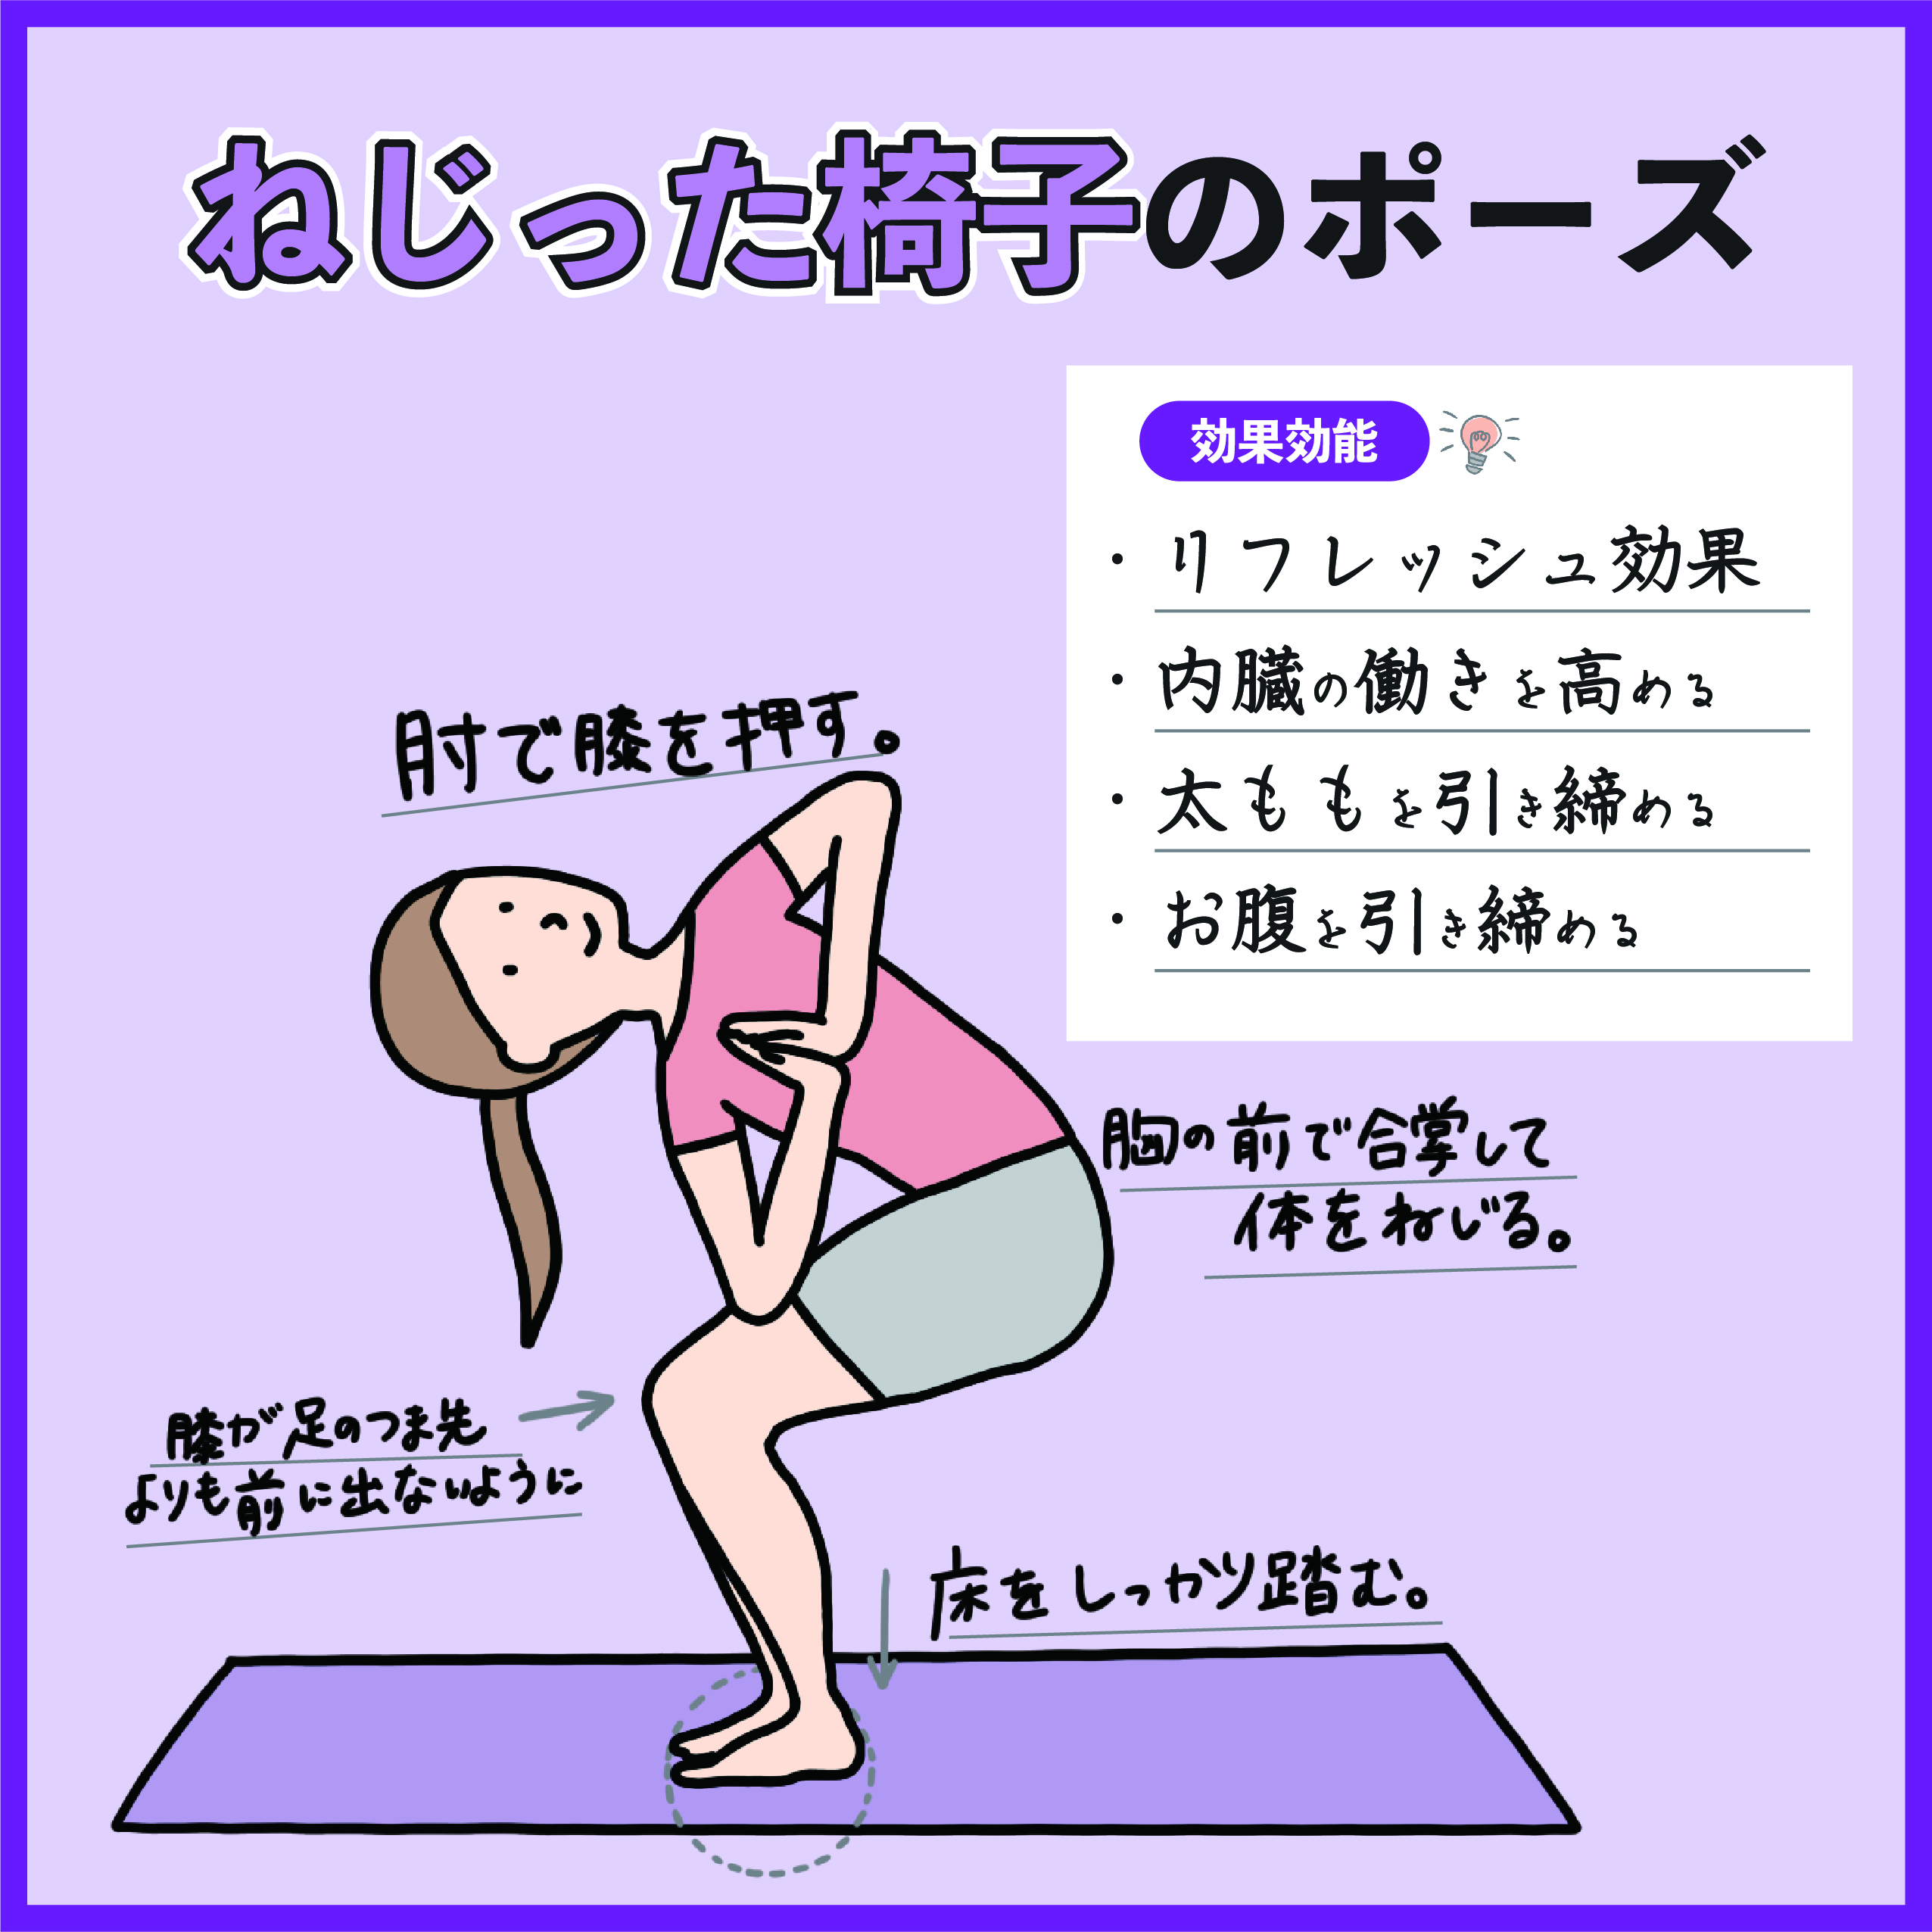 ねじった椅子のポーズ
効果効能
・リフレッシュ効果
・内臓の働きを高める
・太ももを引き締める
・お腹を引き締める
肘で膝を押す。
胸の前で合掌して
体をねじる。
膝が足のつま先
よりも前に出ないように
床をしっかり踏む。